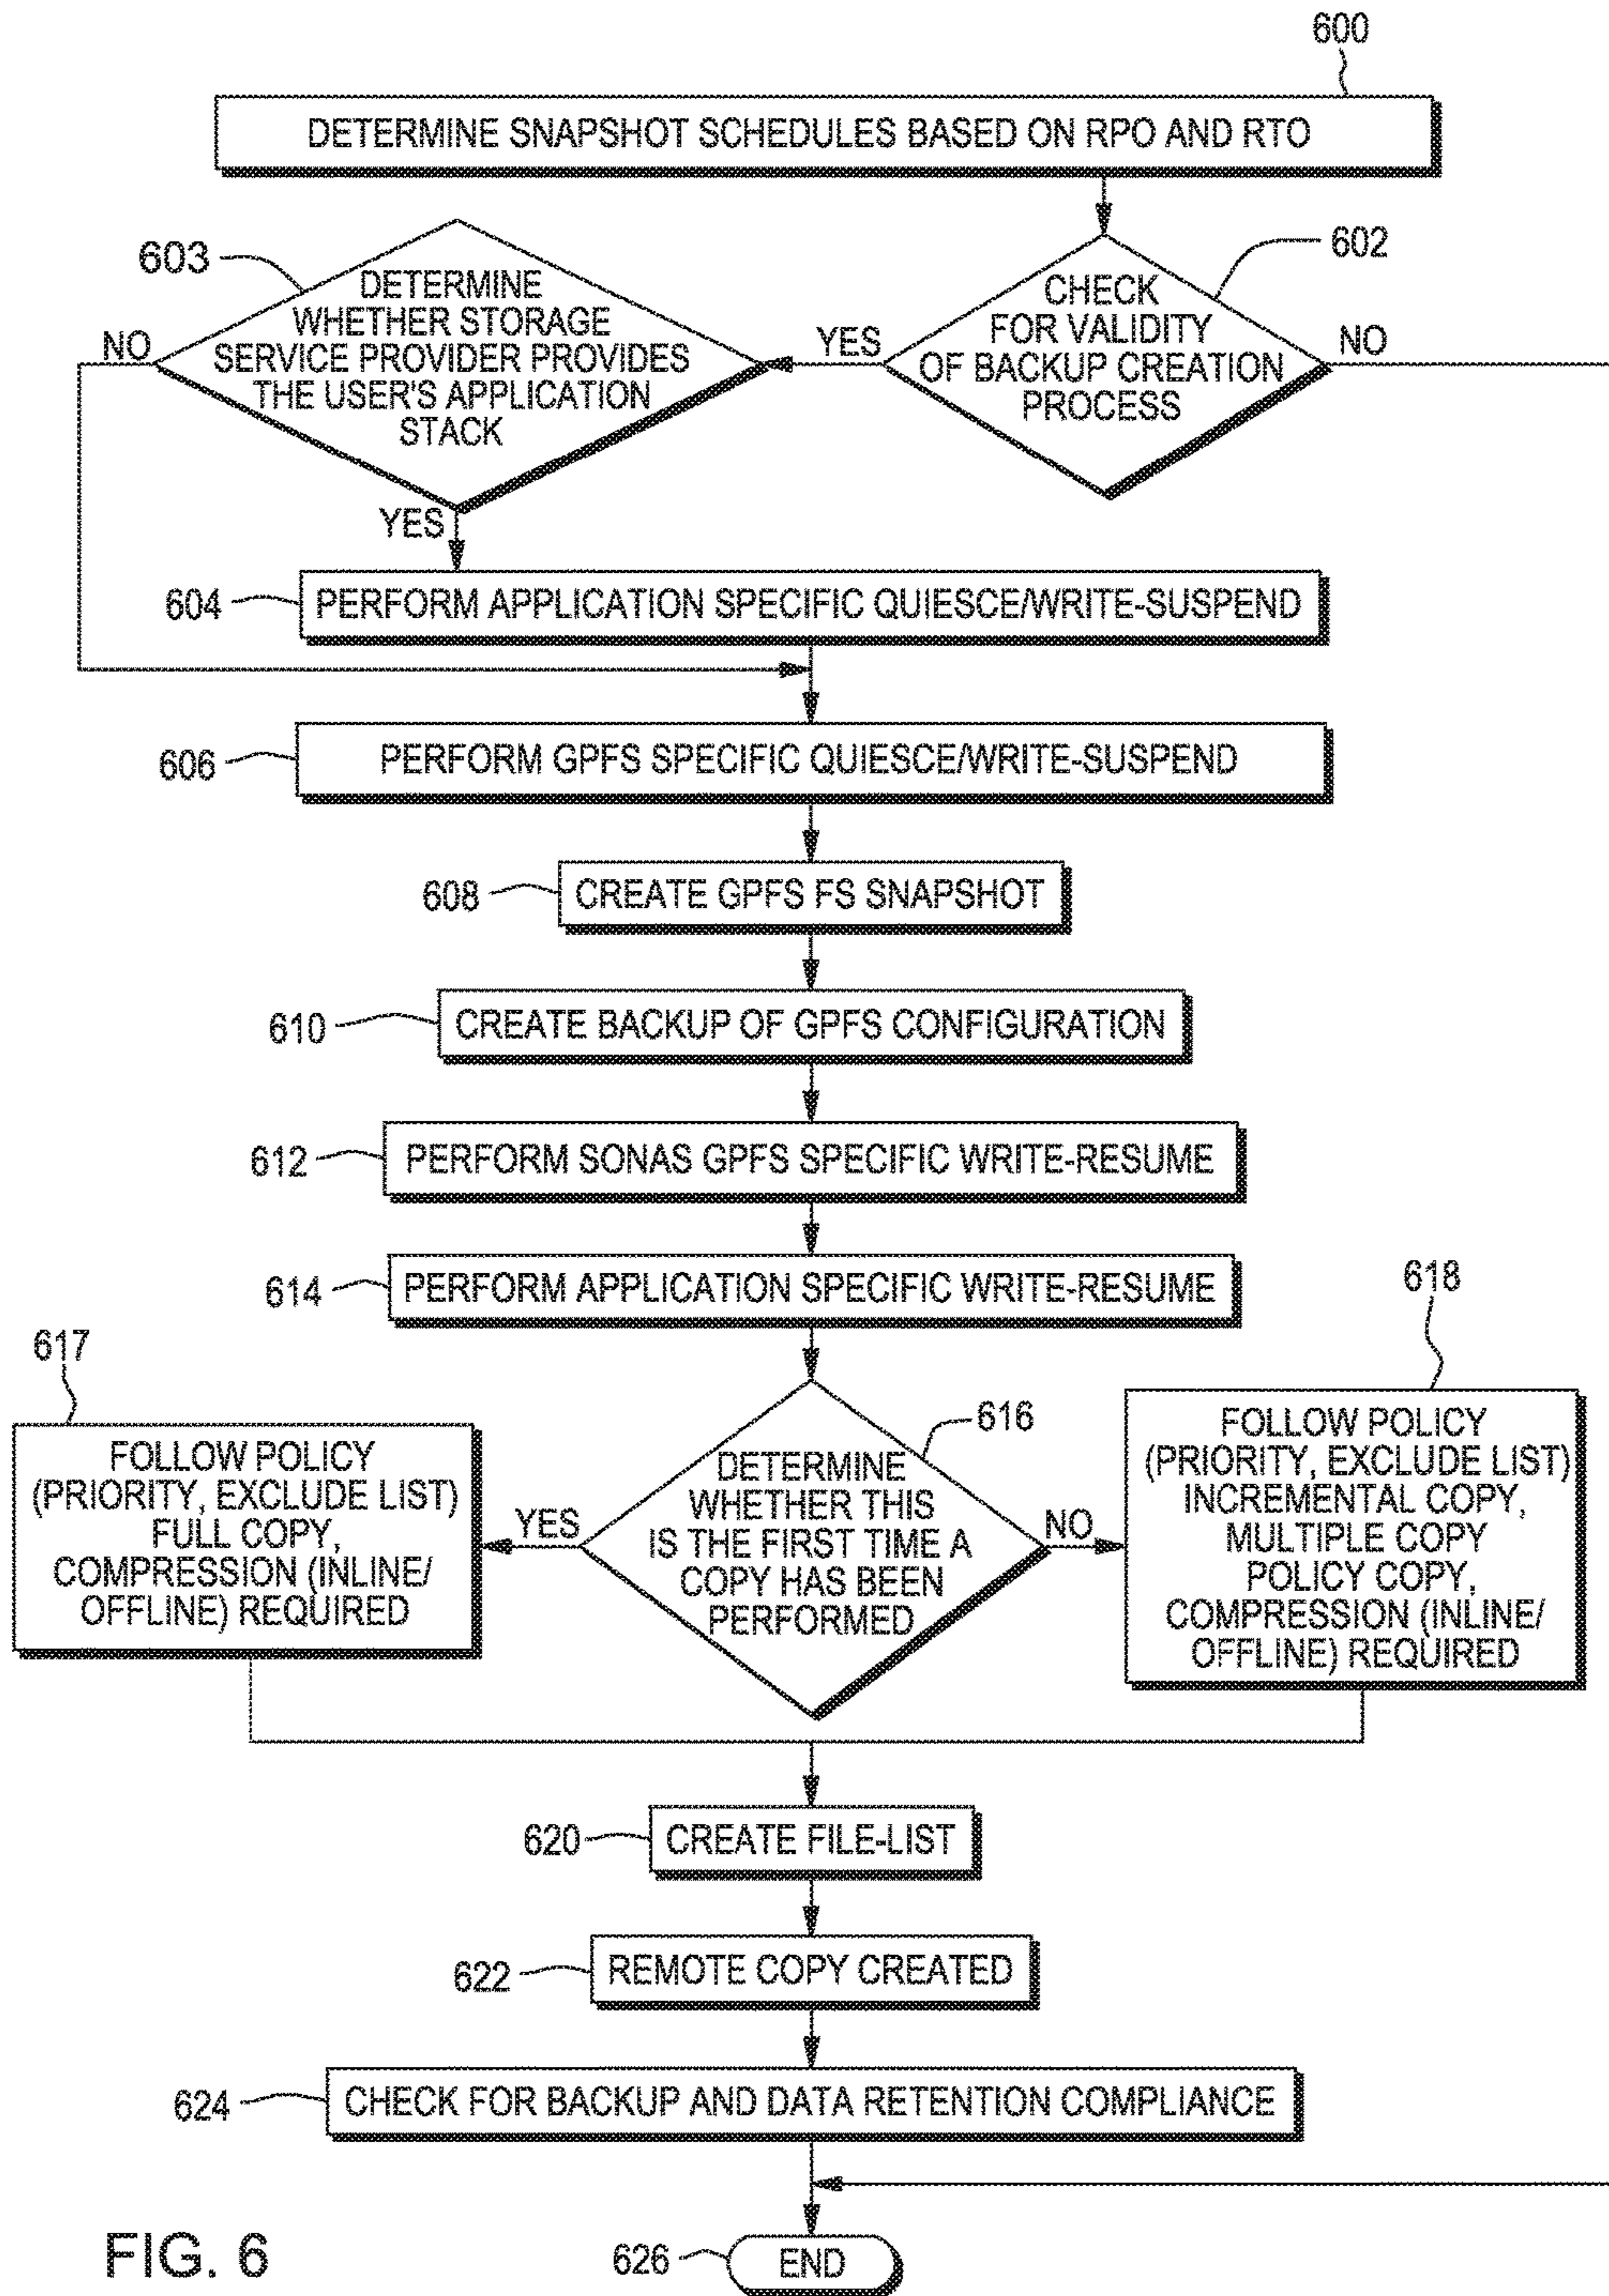 600
DETERMINE SNAPSHOT SCHEDULES BASED ON RPO AND RTO
602
CHECK
FOR VALIDITY
OF BACKUP CREATION
PROCESS
YES
NO
603
DETERMINE
WHETHER STORAGE
SERVICE PROVIDER PROVIDES
THE USER'S APPLICATION
STACK
NO
YES
604
PERFORM APPLICATION SPECIFIC QUIESCE/WRITE-SUSPEND
606
PERFORM GPFS SPECIFIC QUIESCE/WRITE-SUSPEND
608
CREATE GPFS FS SNAPSHOT
610
CREATE BACKUP OF GPFS CONFIGURATION
612
PERFORM SONAS GPFS SPECIFIC WRITE-RESUME
614
PERFORM APPLICATION SPECIFIC WRITE-RESUME
616
DETERMINE
WHETHER THIS
IS THE FIRST TIME A
COPY HAS BEEN
PERFORMED
YES
NO
617
FOLLOW POLICY
(PRIORITY, EXCLUDE LIST)
FULL COPY,
COMPRESSION (INLINE/
OFFLINE) REQUIRED
618
FOLLOW POLICY
(PRIORITY, EXCLUDE LIST)
INCREMENTAL COPY,
MULTIPLE COPY
POLICY COPY,
COMPRESSION (INLINE/
OFFLINE) REQUIRED
620
CREATE FILE-LIST
622
REMOTE COPY CREATED
624
CHECK FOR BACKUP AND DATA RETENTION COMPLIANCE
626
END
FIG. 6